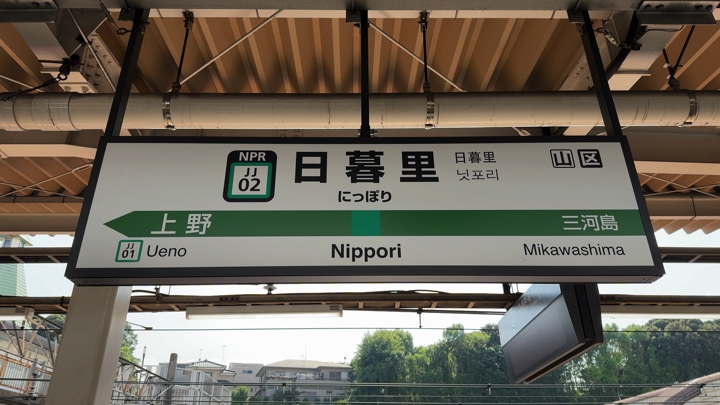 NPR
JJ
02
日暮里
日暮里
닛포리
山区
にっぽり
上野
三河島
JJ
01
Ueno
Nippori
Mikawashima